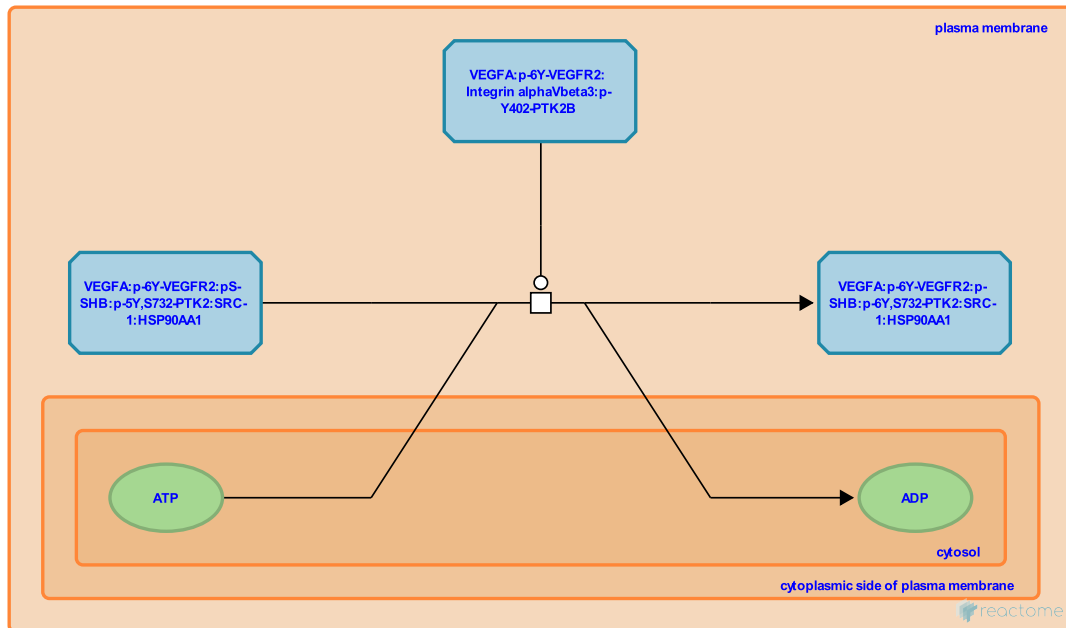 plasma membrane
VEGFA:p-6Y-VEGFR2:
Integrin alphaVbeta3:p-
Y402-PTK2B
VEGFA:p-6Y-VEGFR2:pS-
SHB:p-5Y,S732-PTK2:SRC-
1:HSP90AA1
VEGFA:p-6Y-VEGFR2:p-
SHB:p-6Y,S732-PTK2:SRC-
1:HSP90AA1
ATP
ADP
cytosol
cytoplasmic side of plasma membrane
reactome